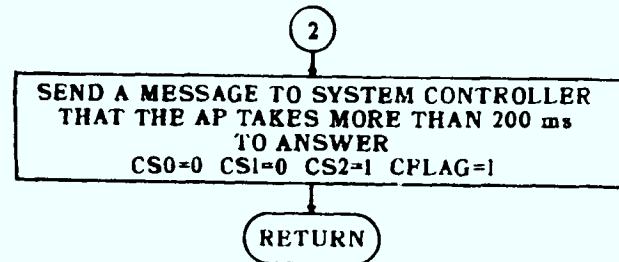 2
SEND A MESSAGE TO SYSTEM CONTROLLER
THAT THE AP TAKES MORE THAN 200 ms
TO ANSWER
CS0=0 CS1=0 CS2=1 CFLAG=1
RETURN